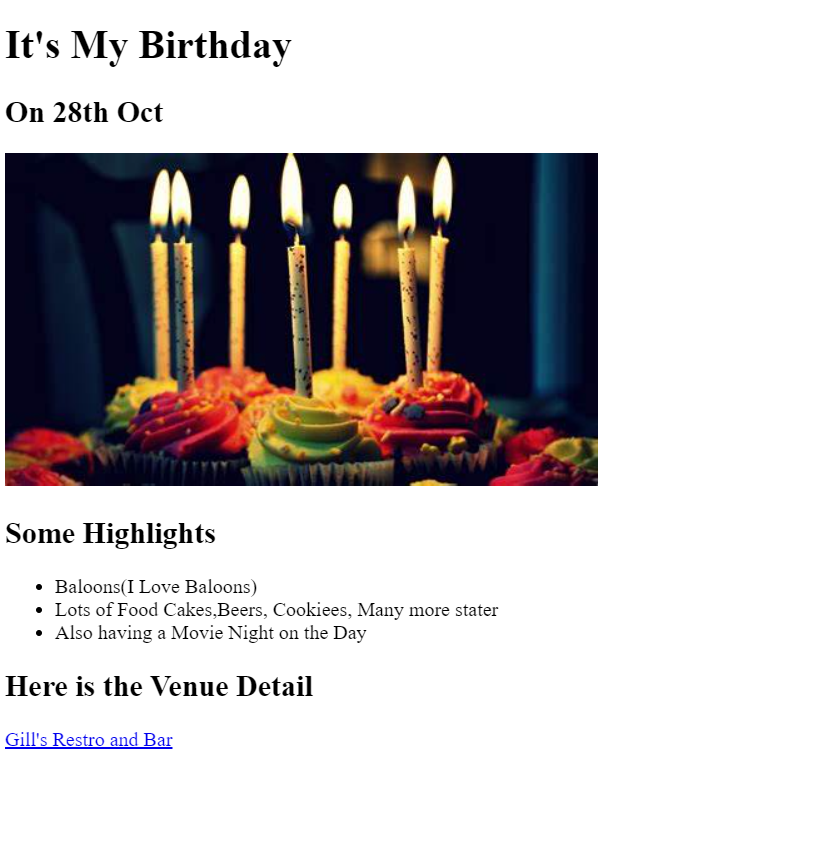 It's My Birthday
On 28th Oct
Some Highlights
Baloons(I Love Baloons)
Lots of Food Cakes,Beers, Cookiees, Many more stater
Also having a Movie Night on the Day
Here is the Venue Detail
Gill's Restro and Bar